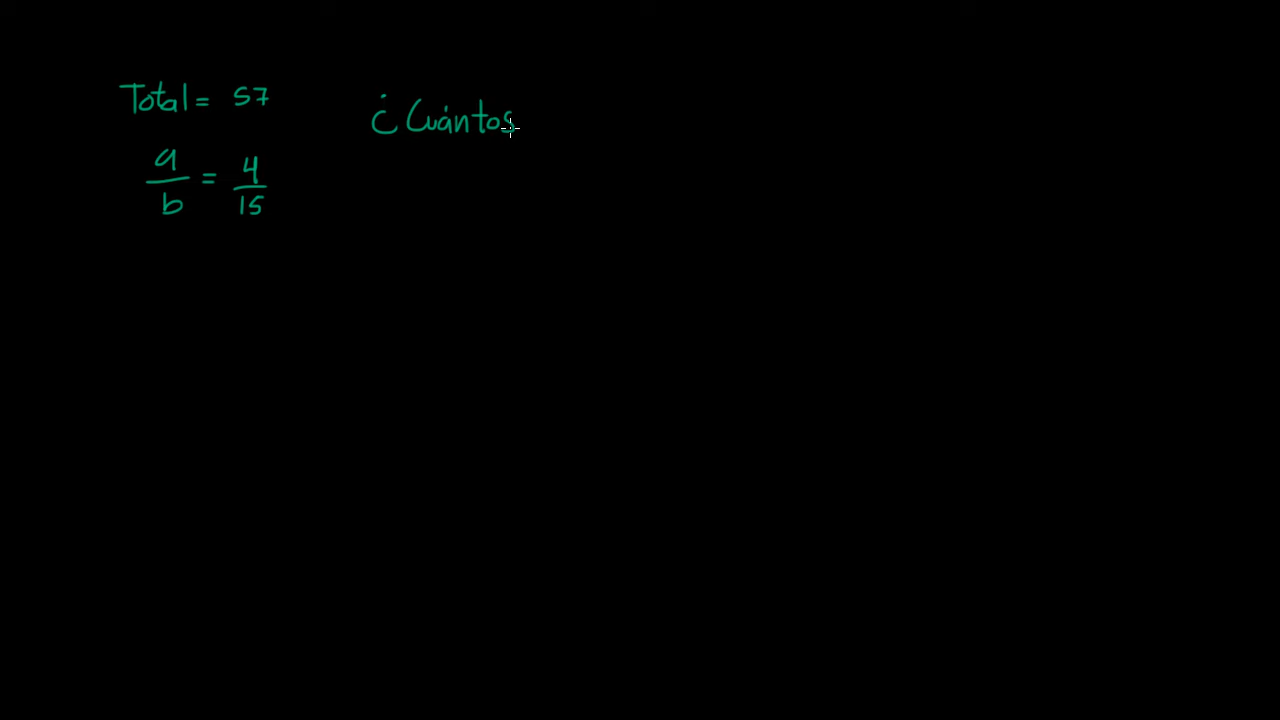 Total = 57
¿Cuántos
a/b = 4/15